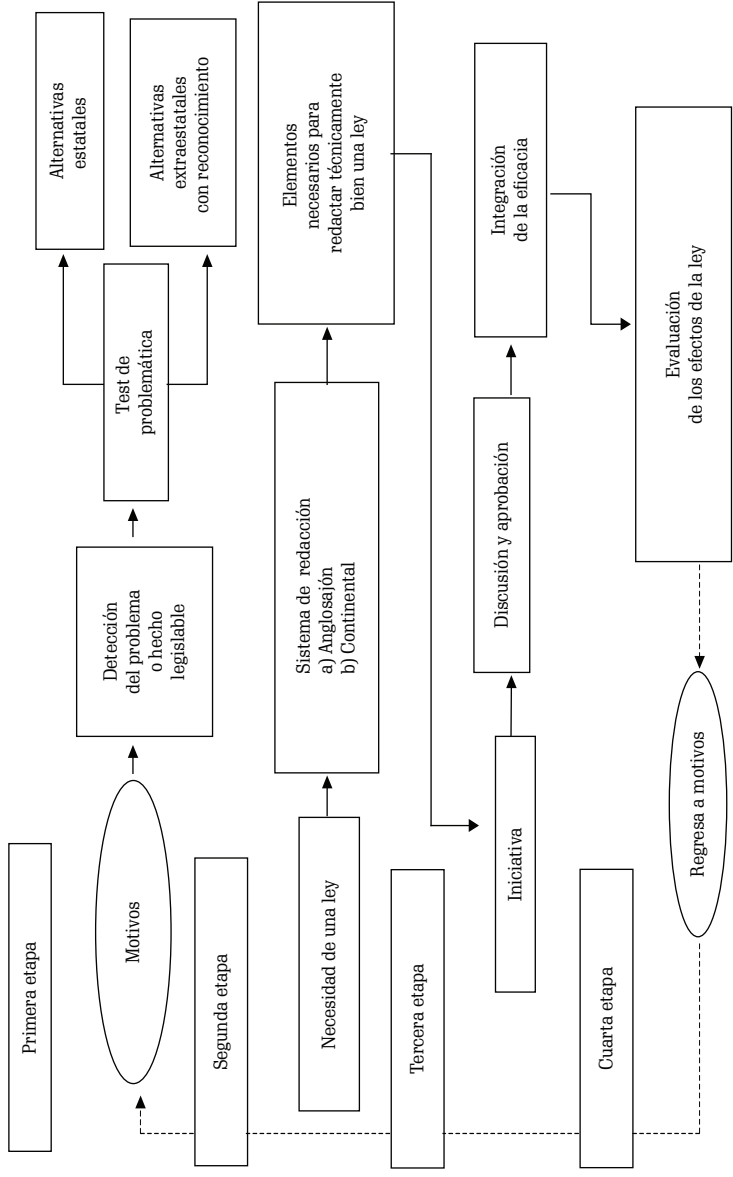 Primera etapa
Motivos
Detección
del problema
o hecho
legislable
Test de
problemática
Alternativas
estatales
Alternativas
extraestatales
con reconocimiento
Segunda etapa
Necesidad de una ley
Sistema de redacción
a) Anglosajón
b) Continental
Elementos
necesarios para
redactar técnicamente
bien una ley
Tercera etapa
Iniciativa
Discusión y aprobación
Integración
de la eficacia
Cuarta etapa
Evaluación
de los efectos de la ley
Regresa a motivos